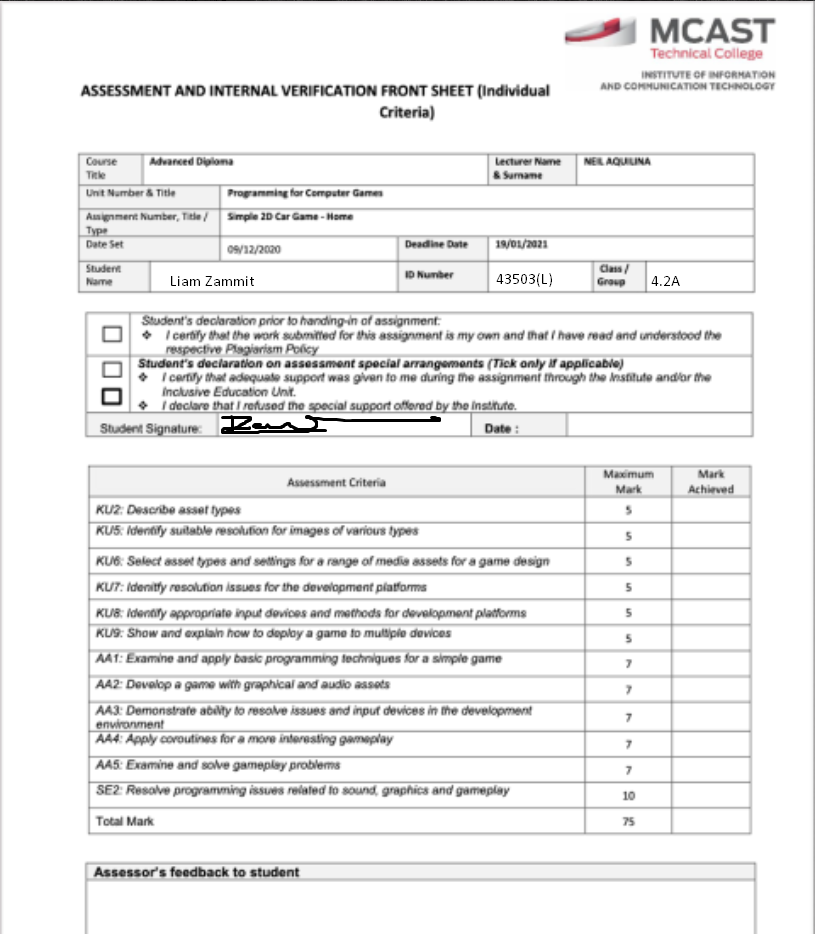 MCAST
Technical College
INSTITUTE OF INFORMATION
AND COMMUNICATION TECHNOLOGY
ASSESSMENT AND INTERNAL VERIFICATION FRONT SHEET (Individual
Criteria)
Course
Title
Advanced Diploma
Lecturer Name
& Surname
NEIL AQUILINA
Unit Number & Title
Programming for Computer Games
Assignment Number, Title /
Type
Simple 2D Car Game - Home
Date Set
09/12/2020
Deadline Date
19/01/2021
Student
Name
Liam Zammit
ID Number
43503(L)
Class /
Group
4.2A
Student's declaration prior to handing-in of assignment:
❖ I certify that the work submitted for this assignment is my own and that I have read and understood the
respective Plagiarism Policy
Student's declaration on assessment special arrangements (Tick only if applicable)
❖ I certify that adequate support was given to me during the assignment through the Institute and/or the
Inclusive Education Unit.
❖ I declare that I refused the special support offered by the Institute.
Student Signature:
Date :
Assessment Criteria
Maximum
Mark
Mark
Achieved
KU2: Describe asset types
5
KU5: Identify suitable resolution for images of various types
5
KU6: Select asset types and settings for a range of media assets for a game design
5
KU7: Idenitfy resolution issues for the development platforms
5
KU8: Identify appropriate input devices and methods for development platforms
5
KU9: Show and explain how to deploy a game to multiple devices
5
AA1: Examine and apply basic programming techniques for a simple game
7
AA2: Develop a game with graphical and audio assets
7
AA3: Demonstrate ability to resolve issues and input devices in the development
environment
7
AA4: Apply coroutines for a more interesting gameplay
7
AA5: Examine and solve gameplay problems
7
SE2: Resolve programming issues related to sound, graphics and gameplay
10
Total Mark
75
Assessor's feedback to student